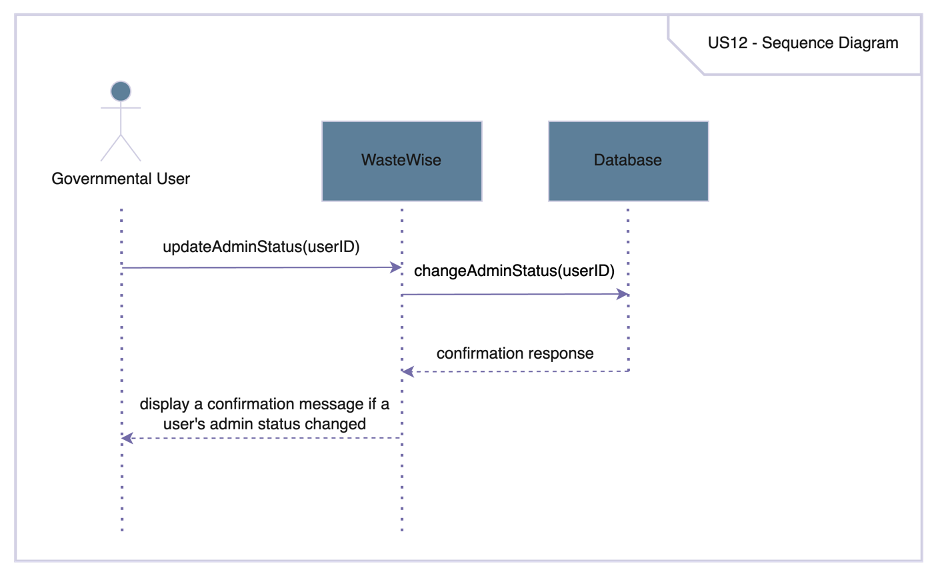 US12 - Sequence Diagram
WasteWise
Database
Governmental User
updateAdminStatus(userID)
changeAdminStatus(userID)
confirmation response
display a confirmation message if a
user's admin status changed